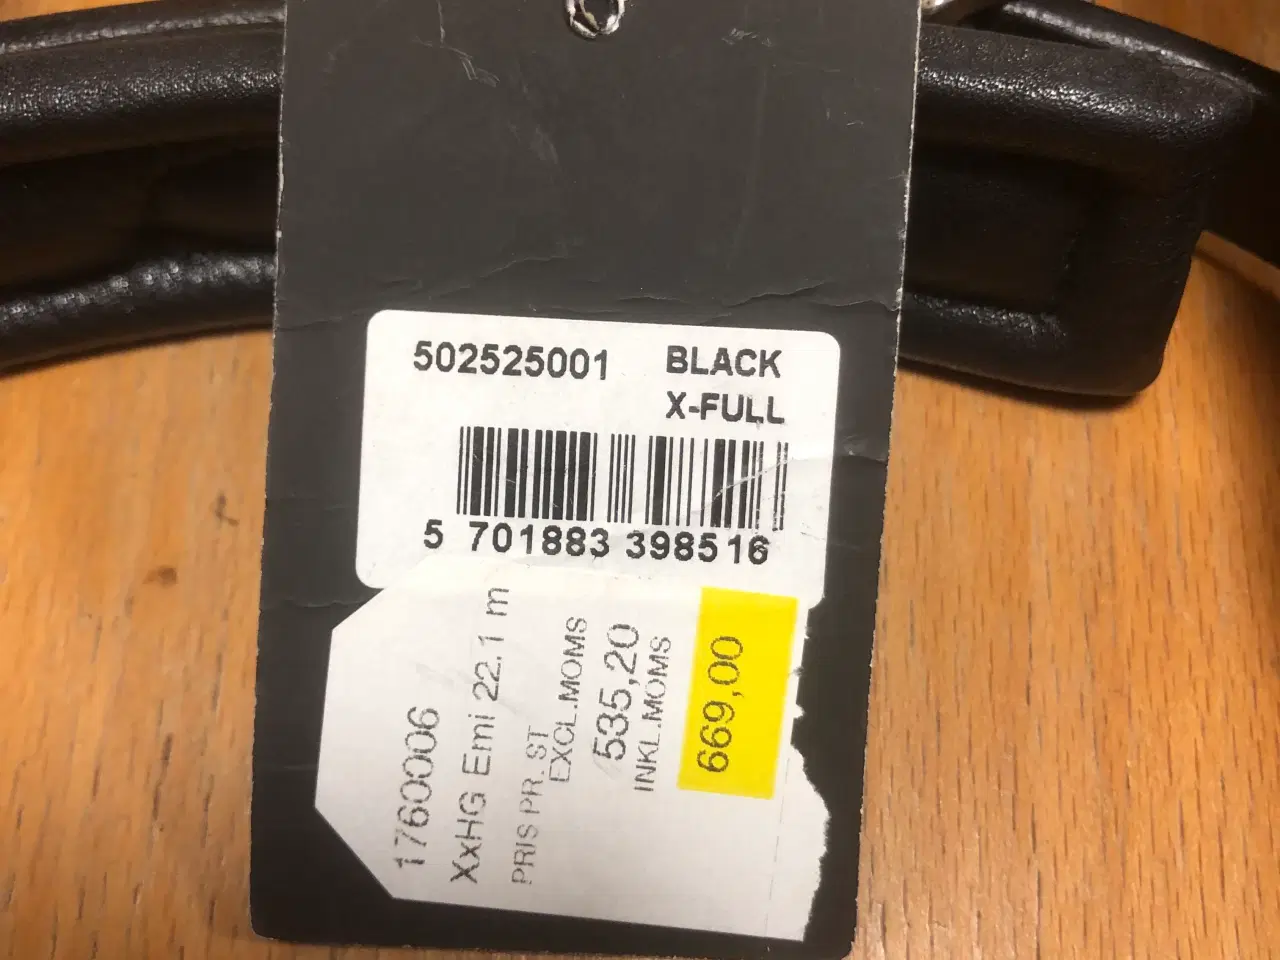 502525001
BLACK
X-FULL
5 701883 398516
1760006
XxHG Emi 22.1 m
PRIS PR. ST
EXCL.MOMS
535,20
INKL.MOMS
669,00